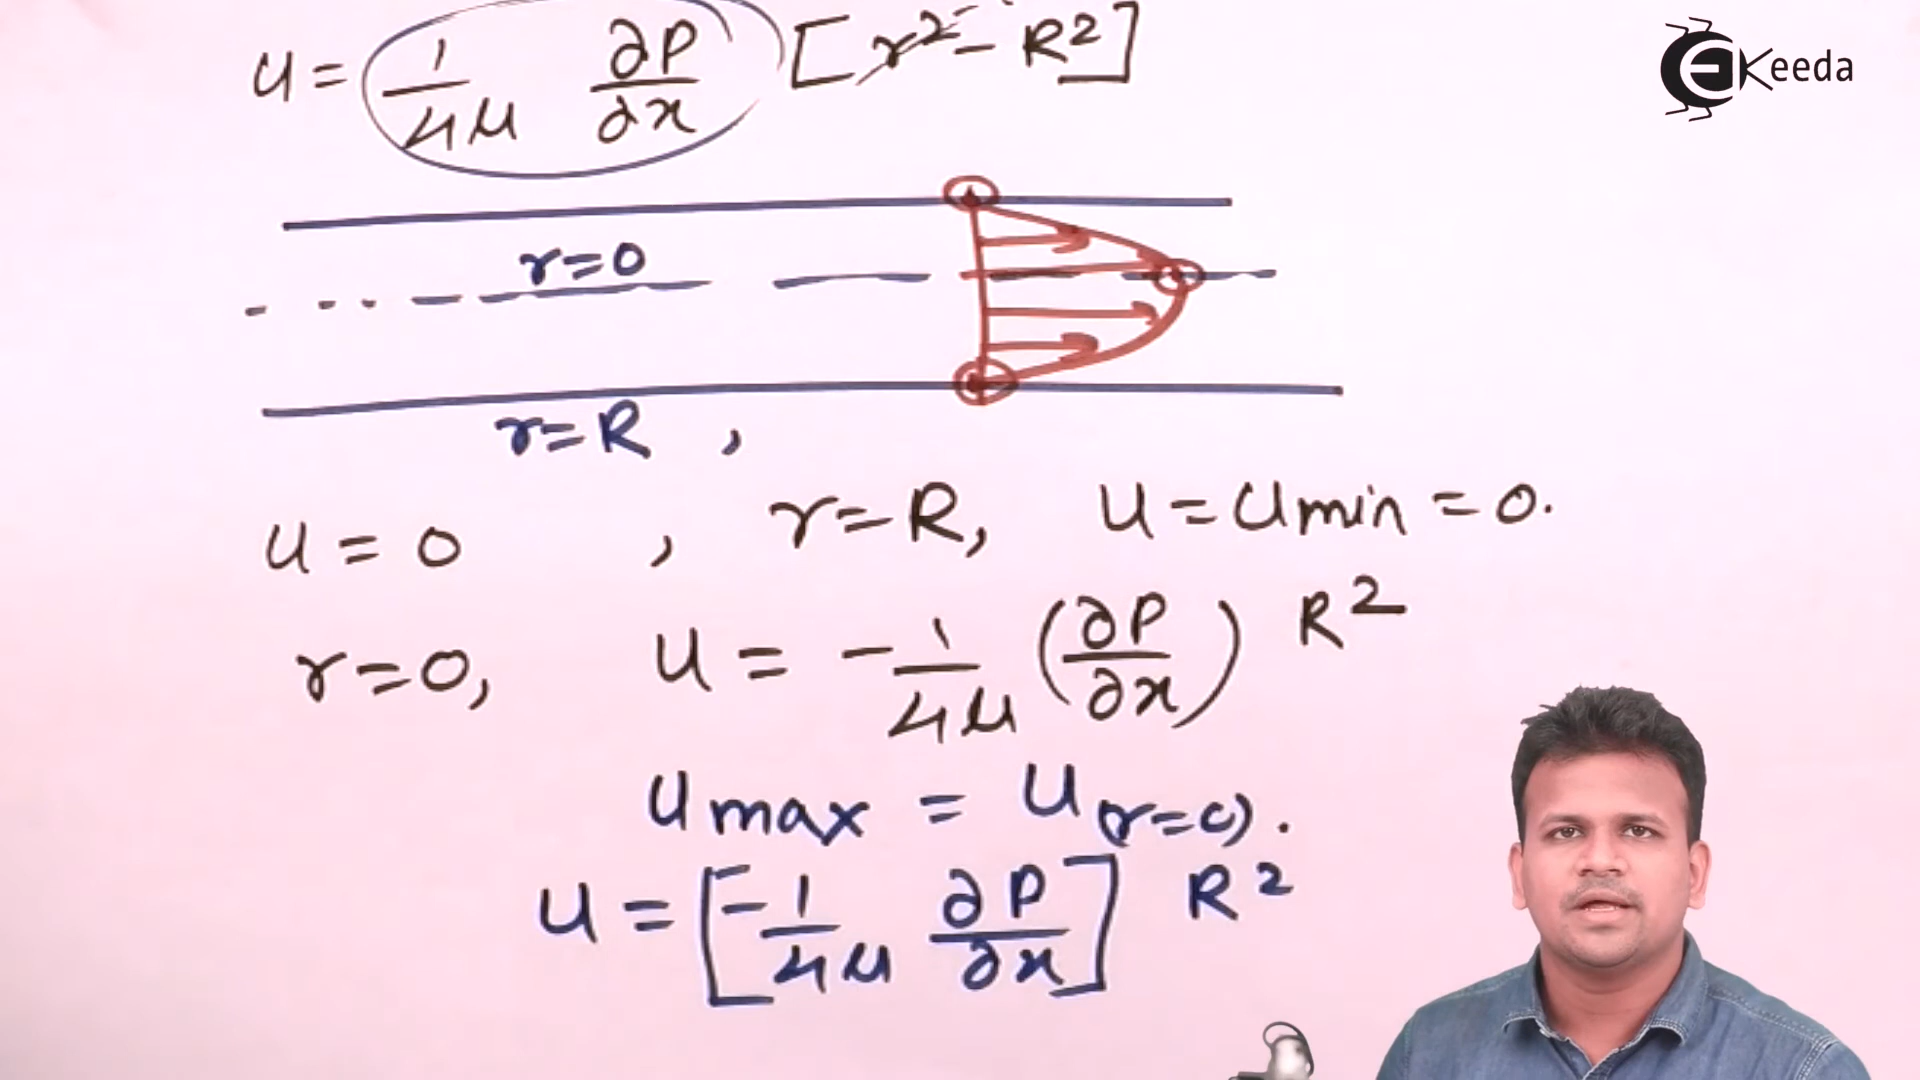 u = 1/4μ ∂P/∂x [r² - R²]
EKeeda
r=0
r=R ,
u = 0 , r=R, u = umin = 0.
r=0, u = -1/4μ (∂P/∂x) R²
umax = u(r=0).
u = [-1/4μ ∂P/∂x] R²